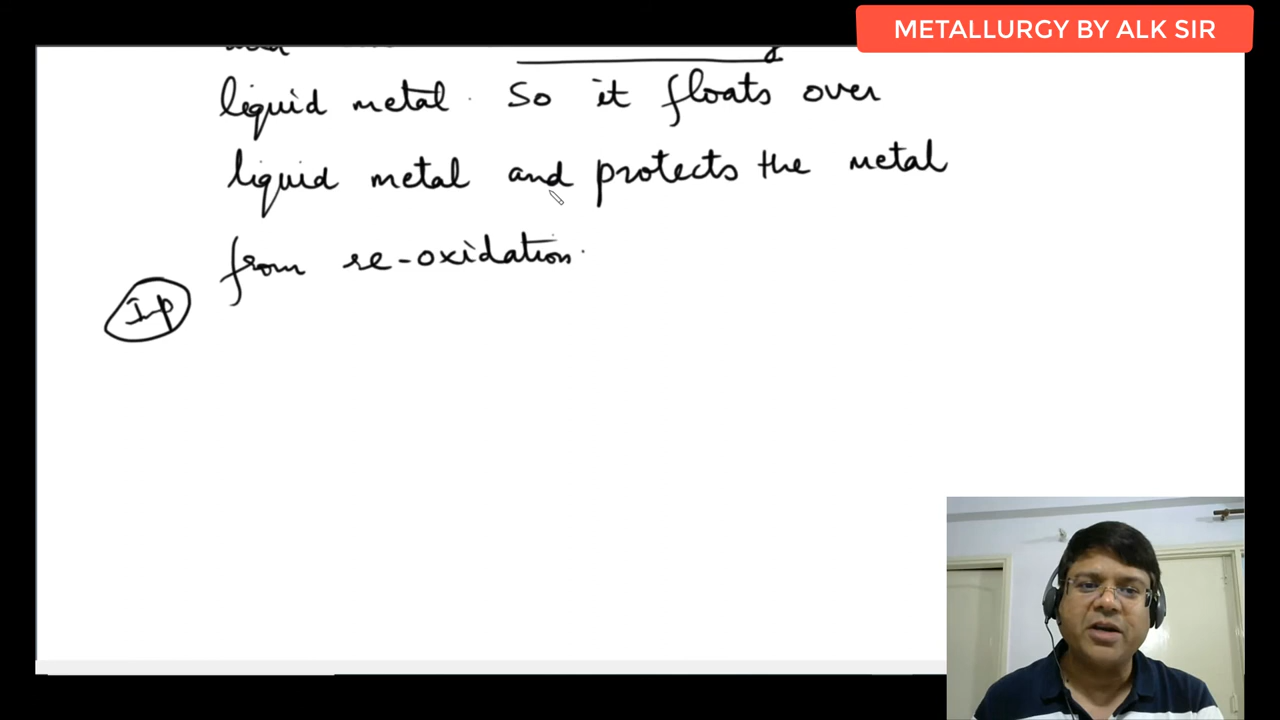 METALLURGY BY ALK SIR
liquid metal. So it floats over
liquid metal and protects the metal
from re-oxidation.
Imp